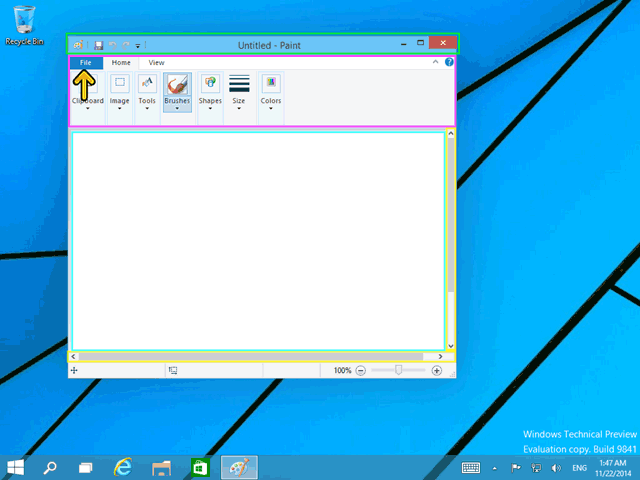 Recycle Bin
Untitled - Paint
File Home View
Clipboard Image Tools Brushes Shapes Size Colors
100%
Windows Technical Preview
Evaluation copy. Build 9841
ENG 1:47 AM
11/22/2014